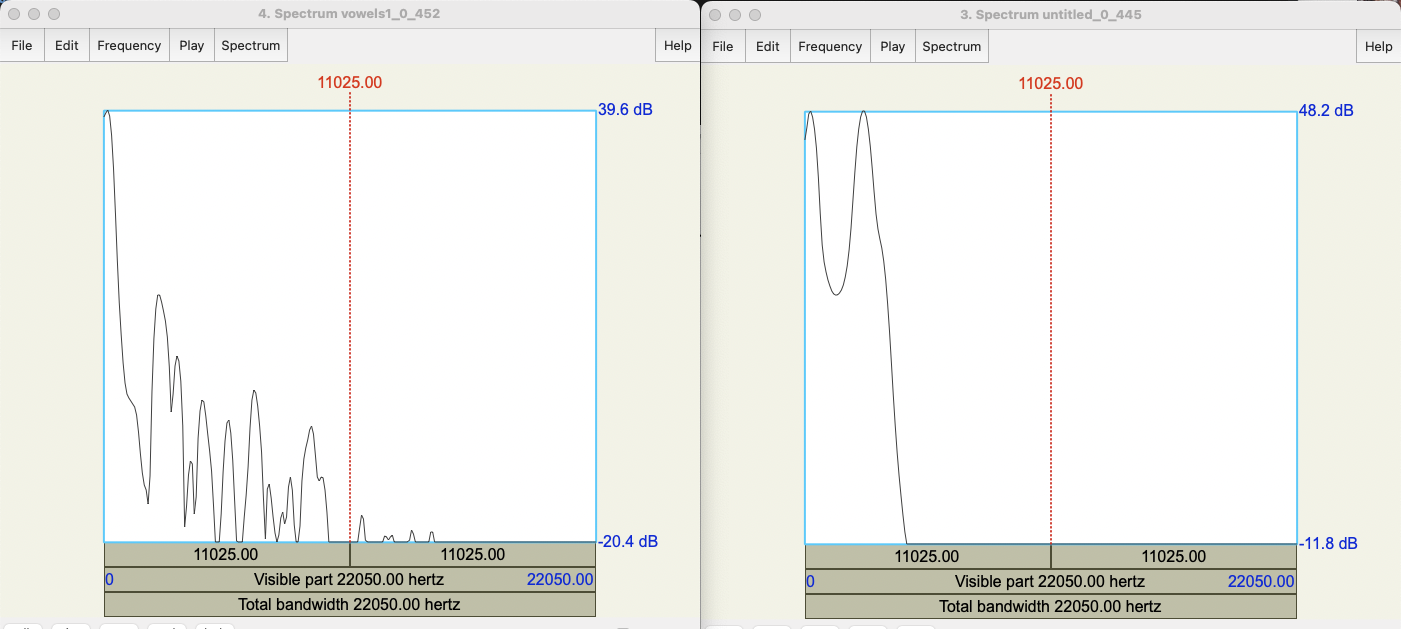 4. Spectrum vowels1_0_452
File Edit Frequency Play Spectrum Help
11025.00
39.6 dB
-20.4 dB
11025.00 11025.00
0 Visible part 22050.00 hertz 22050.00
Total bandwidth 22050.00 hertz
3. Spectrum untitled_0_445
File Edit Frequency Play Spectrum Help
11025.00
48.2 dB
-11.8 dB
11025.00 11025.00
0 Visible part 22050.00 hertz 22050.00
Total bandwidth 22050.00 hertz